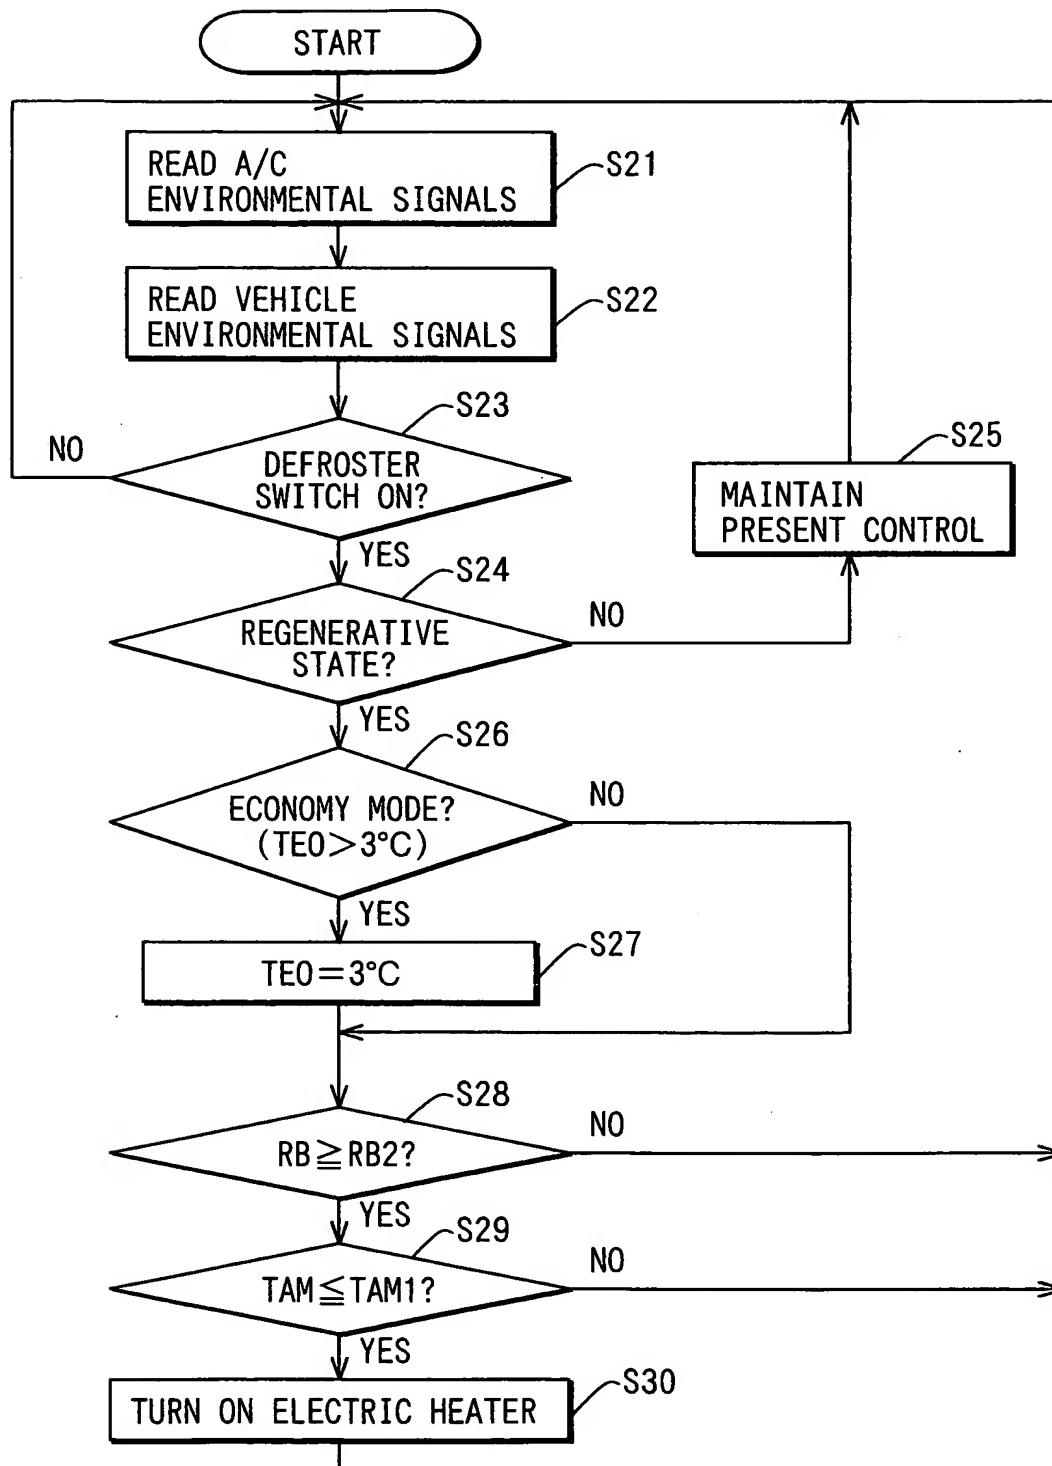 START
READ A/C
ENVIRONMENTAL SIGNALS
S21
READ VEHICLE
ENVIRONMENTAL SIGNALS
S22
S23
NO
DEFROSTER
SWITCH ON?
S25
MAINTAIN
PRESENT CONTROL
YES
S24
NO
REGENERATIVE
STATE?
YES
S26
NO
ECONOMY MODE?
(TEO>3°C)
YES
S27
TEO=3°C
S28
NO
RB≧RB2?
YES
S29
NO
TAM≦TAM1?
YES
S30
TURN ON ELECTRIC HEATER